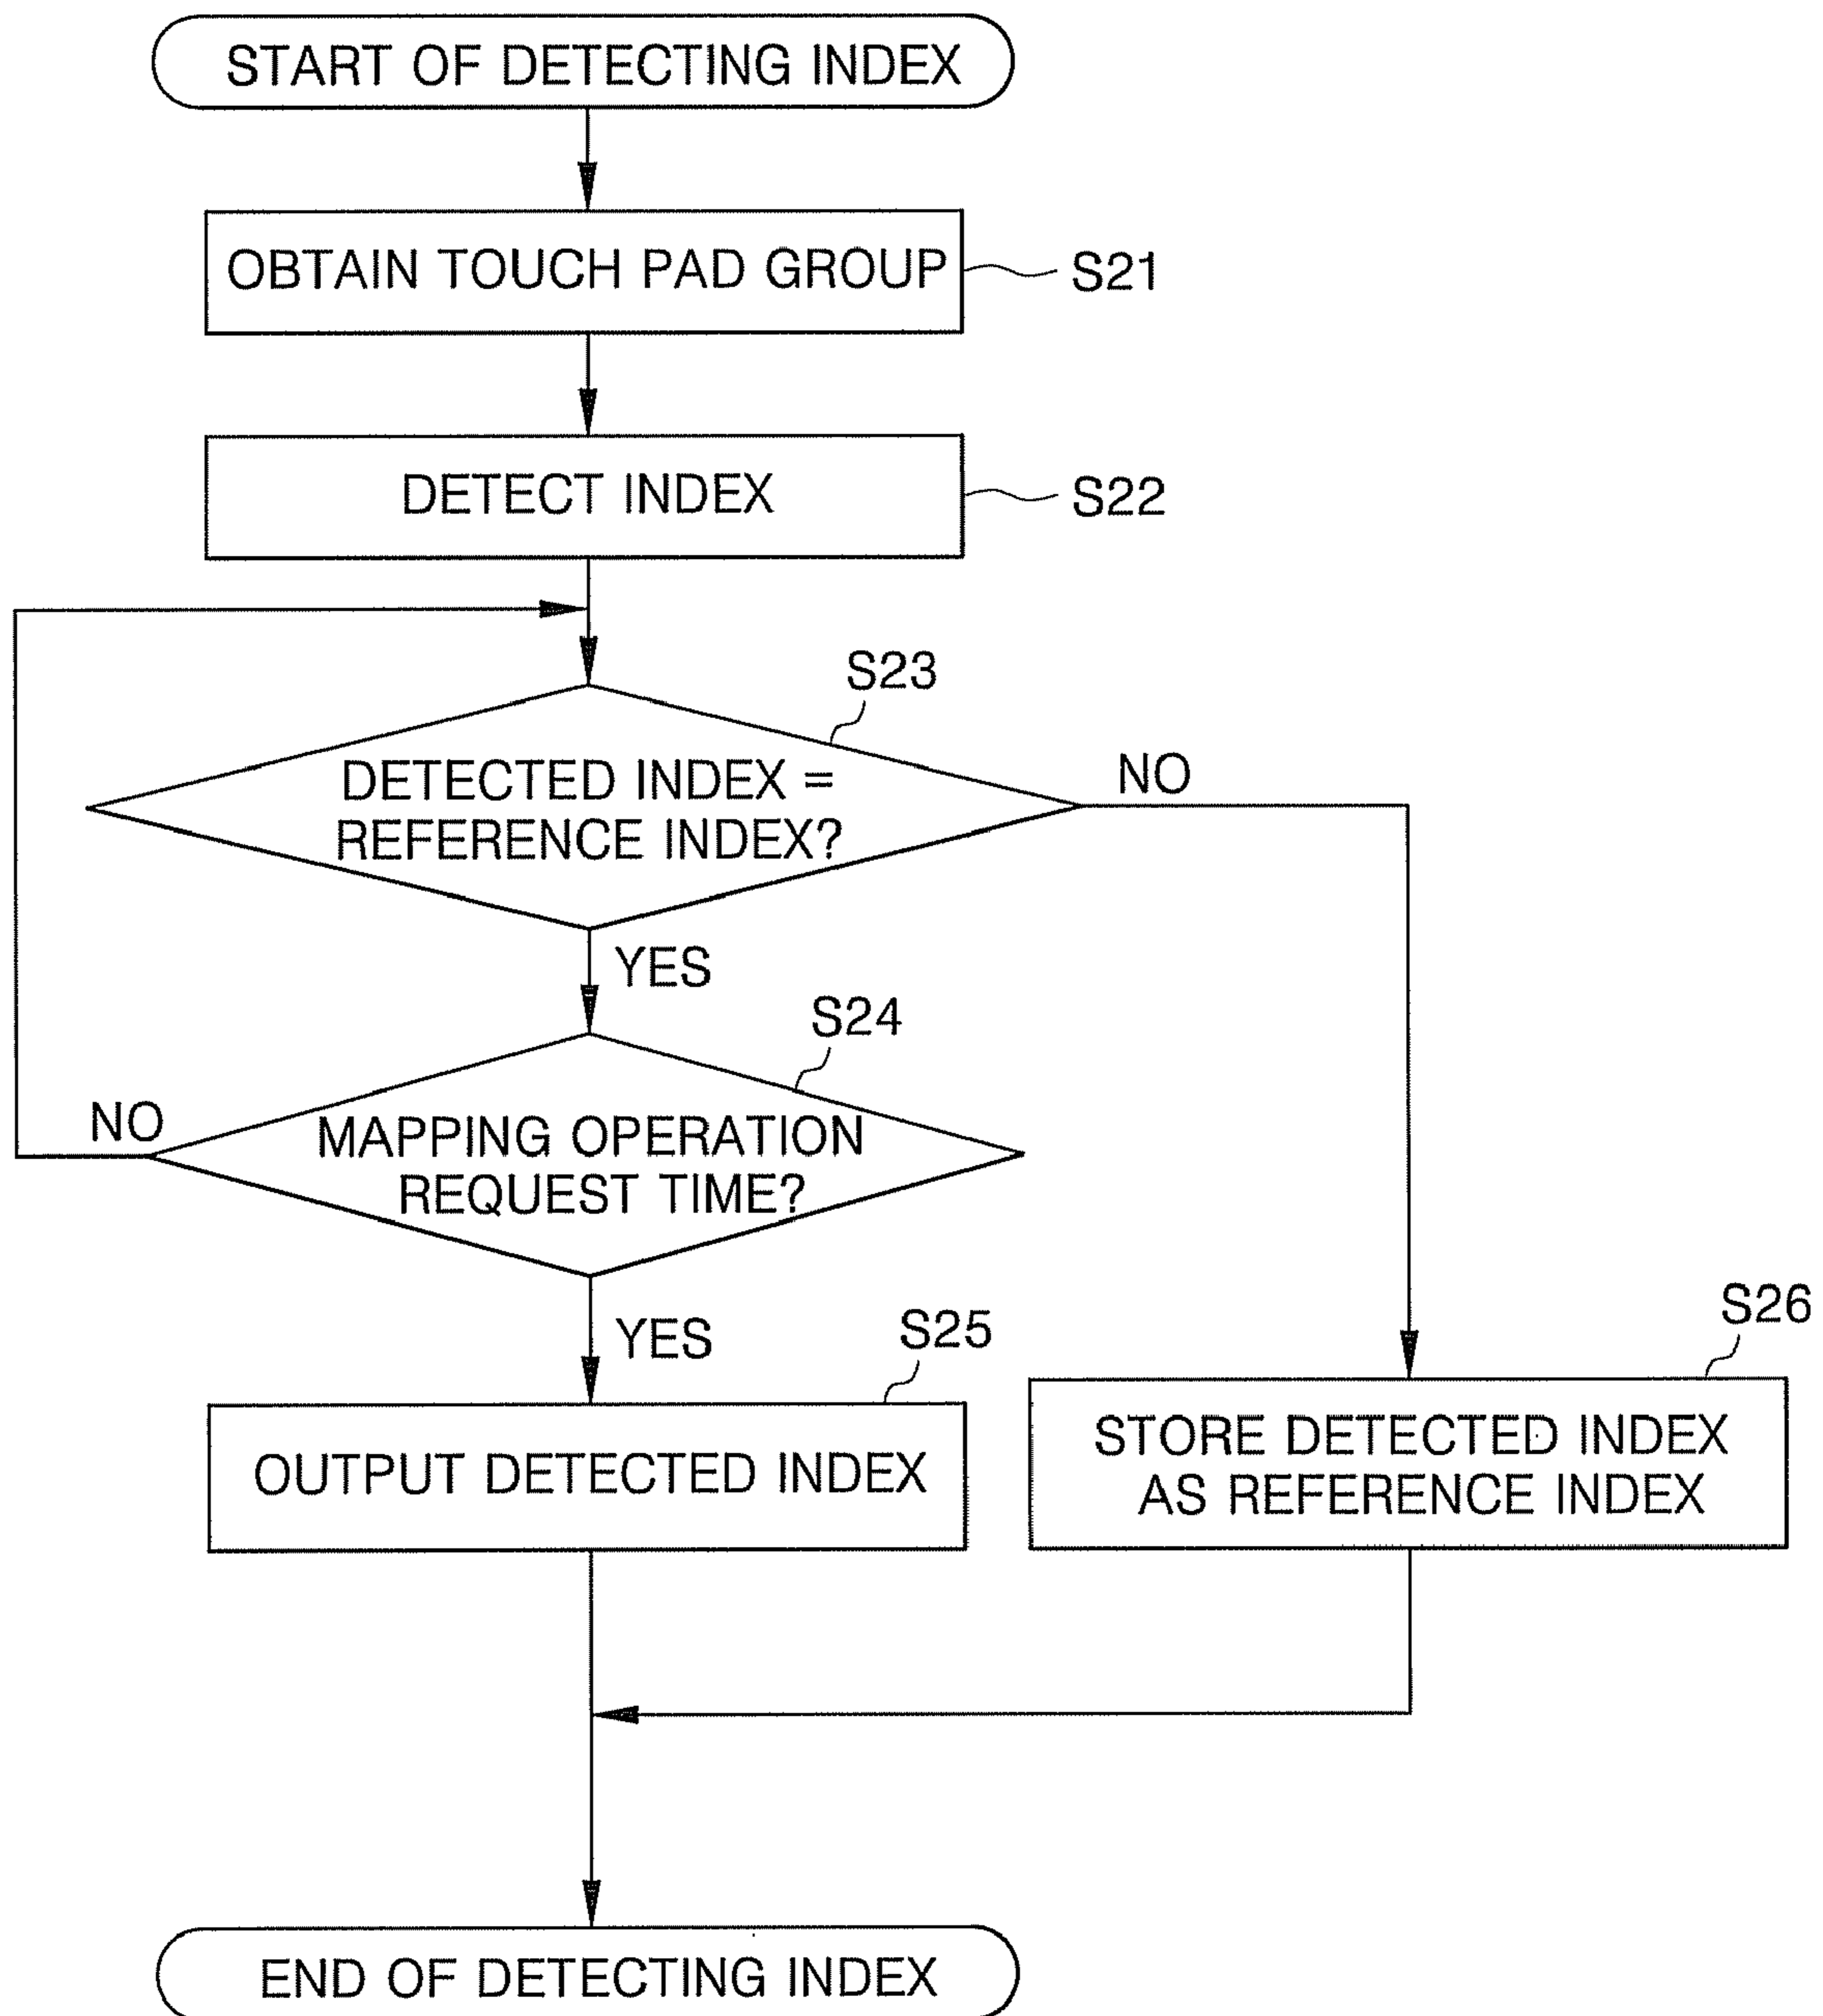 START OF DETECTING INDEX
OBTAIN TOUCH PAD GROUP
S21
DETECT INDEX
S22
S23
DETECTED INDEX =
REFERENCE INDEX?
NO
YES
S24
MAPPING OPERATION
REQUEST TIME?
NO
YES
S25
OUTPUT DETECTED INDEX
S26
STORE DETECTED INDEX
AS REFERENCE INDEX
END OF DETECTING INDEX